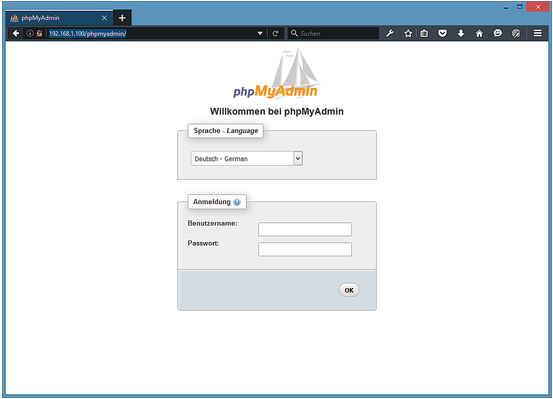 phpMyAdmin
192.168.1.100/phpmyadmin/
Suchen
phpMyAdmin
Willkommen bei phpMyAdmin
Sprache - Language
Deutsch - German
Anmeldung
Benutzername:
Passwort:
OK